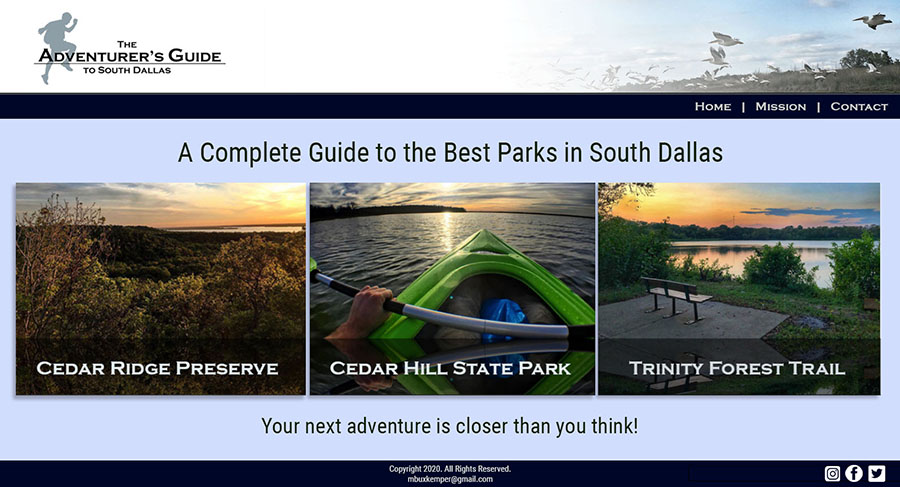 The
Adventurer's Guide
to South Dallas
Home | Mission | Contact
A Complete Guide to the Best Parks in South Dallas
Cedar Ridge Preserve
Cedar Hill State Park
Trinity Forest Trail
Your next adventure is closer than you think!
Copyright 2020. All Rights Reserved.
mbuxkemper@gmail.com